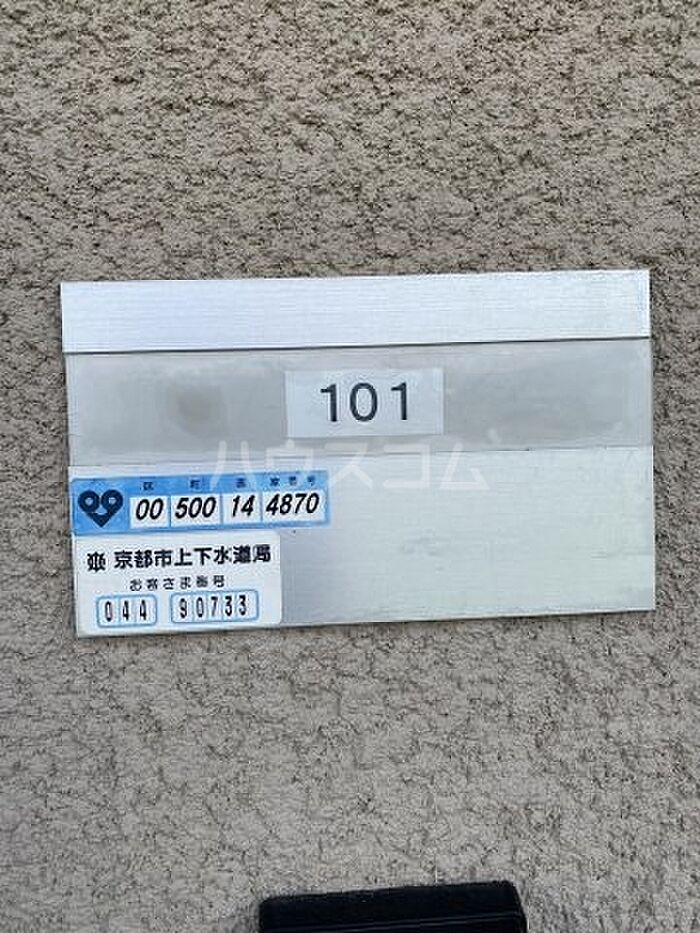 101
ハウスコム
区 町 画 家番号
00 500 14 4870
京都市上下水道局
お客さま番号
044 90733